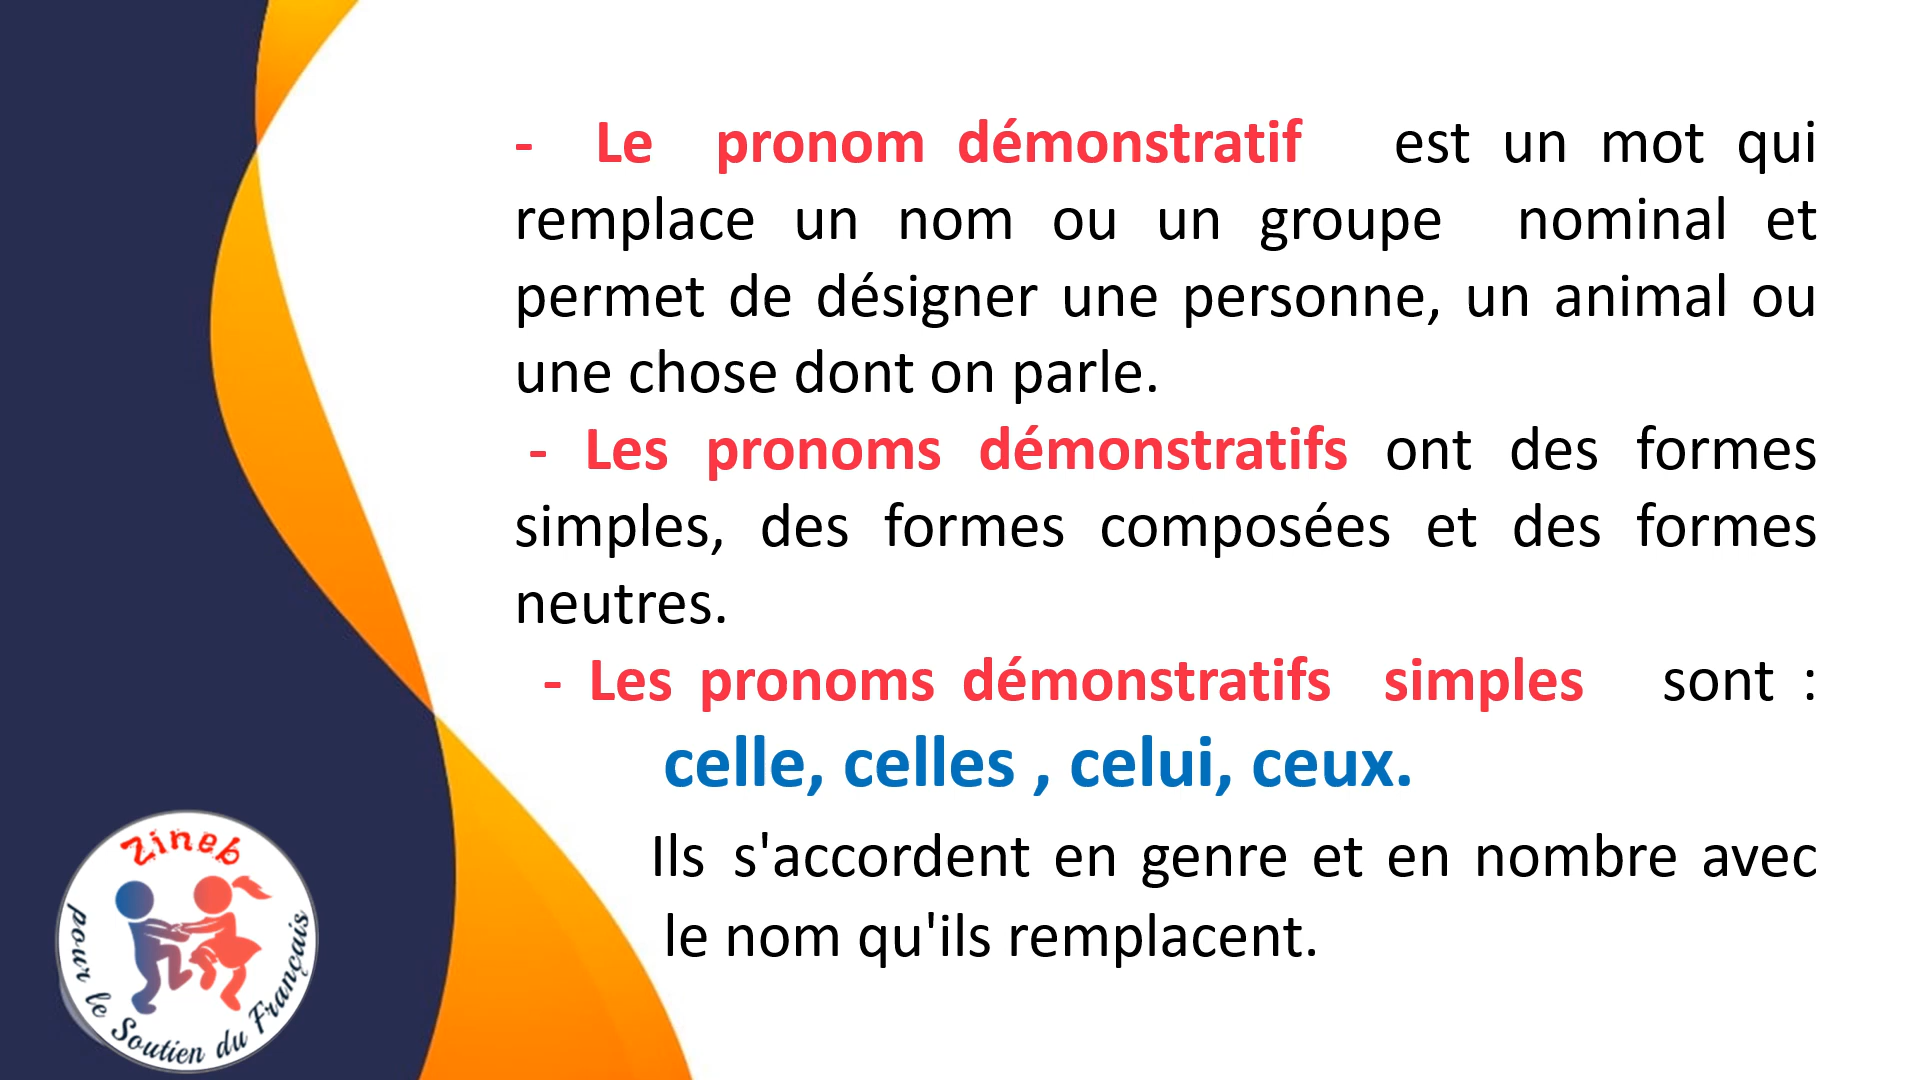 - Le pronom démonstratif est un mot qui
remplace un nom ou un groupe nominal et
permet de désigner une personne, un animal ou
une chose dont on parle.
- Les pronoms démonstratifs ont des formes
simples, des formes composées et des formes
neutres.
- Les pronoms démonstratifs simples sont :
celle, celles , celui, ceux.
Ils s'accordent en genre et en nombre avec
le nom qu'ils remplacent.
Zineb
pour le Soutien du Français